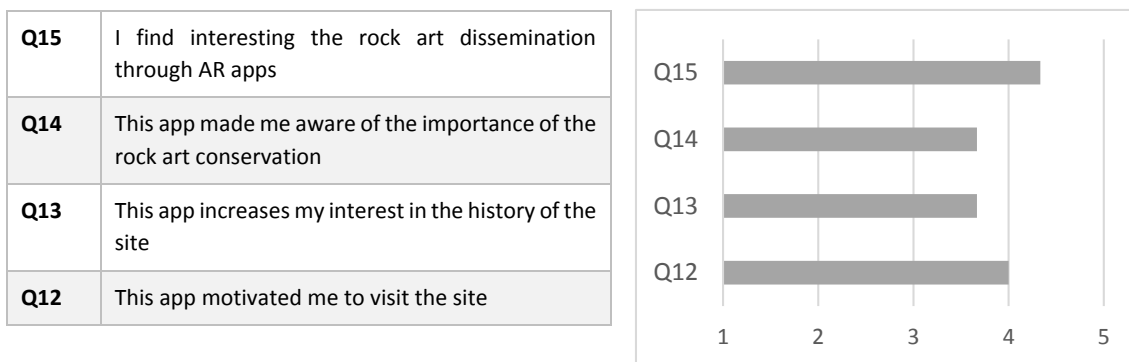 Q15
I find interesting the rock art dissemination
through AR apps
Q14
This app made me aware of the importance of the
rock art conservation
Q13
This app increases my interest in the history of the
site
Q12
This app motivated me to visit the site
Q15
Q14
Q13
Q12
1 2 3 4 5